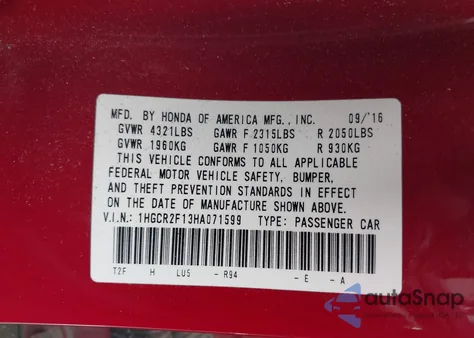 MFD. BY HONDA OF AMERICA MFG., INC. 09/'16
GVWR 4321LBS GAWR F 2315LBS R 2050LBS
GVWR 1960KG GAWR F 1050KG R 930KG
THIS VEHICLE CONFORMS TO ALL APPLICABLE
FEDERAL MOTOR VEHICLE SAFETY, BUMPER,
AND THEFT PREVENTION STANDARDS IN EFFECT
ON THE DATE OF MANUFACTURE SHOWN ABOVE.
V.I.N.: 1HGCR2F13HA071599 TYPE: PASSENGER CAR
T2F H LU5 - R94 - E - A
autoSnap